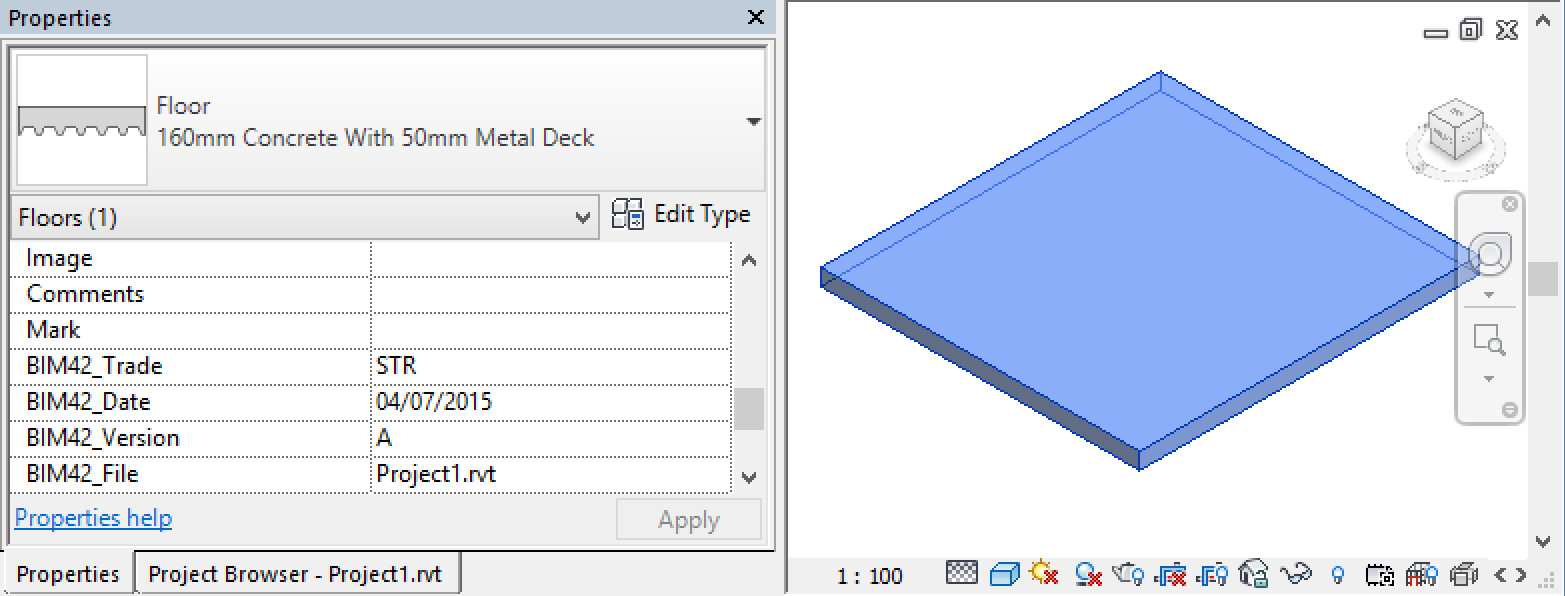 Properties
Floor
160mm Concrete With 50mm Metal Deck
Floors (1)
Edit Type
Image
Comments
Mark
BIM42_Trade STR
BIM42_Date 04/07/2015
BIM42_Version A
BIM42_File Project1.rvt
Properties help
Apply
Properties
Project Browser - Project1.rvt
1 : 100